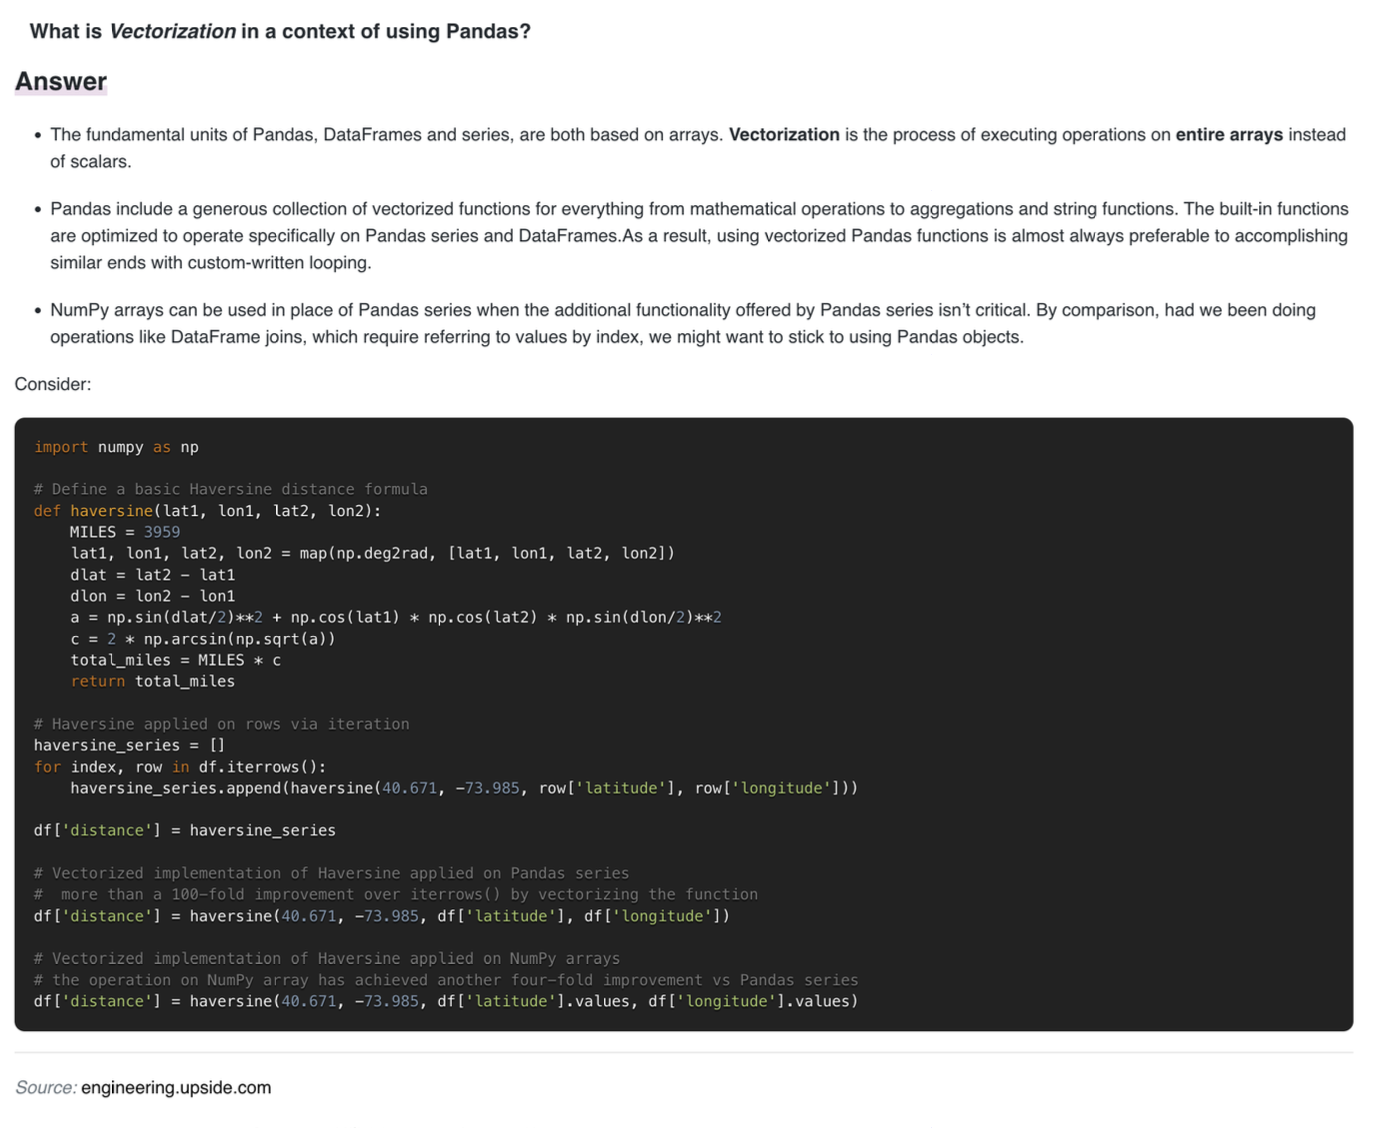 What is Vectorization in a context of using Pandas?
Answer
• The fundamental units of Pandas, DataFrames and series, are both based on arrays. Vectorization is the process of executing operations on entire arrays instead
of scalars.
• Pandas include a generous collection of vectorized functions for everything from mathematical operations to aggregations and string functions. The built-in functions
are optimized to operate specifically on Pandas series and DataFrames.As a result, using vectorized Pandas functions is almost always preferable to accomplishing
similar ends with custom-written looping.
• NumPy arrays can be used in place of Pandas series when the additional functionality offered by Pandas series isn’t critical. By comparison, had we been doing
operations like DataFrame joins, which require referring to values by index, we might want to stick to using Pandas objects.
Consider:
import numpy as np
# Define a basic Haversine distance formula
def haversine(lat1, lon1, lat2, lon2):
    MILES = 3959
    lat1, lon1, lat2, lon2 = map(np.deg2rad, [lat1, lon1, lat2, lon2])
    dlat = lat2 - lat1
    dlon = lon2 - lon1
    a = np.sin(dlat/2)**2 + np.cos(lat1) * np.cos(lat2) * np.sin(dlon/2)**2
    c = 2 * np.arcsin(np.sqrt(a))
    total_miles = MILES * c
    return total_miles
# Haversine applied on rows via iteration
haversine_series = []
for index, row in df.iterrows():
    haversine_series.append(haversine(40.671, -73.985, row['latitude'], row['longitude']))
df['distance'] = haversine_series
# Vectorized implementation of Haversine applied on Pandas series
#  more than a 100-fold improvement over iterrows() by vectorizing the function
df['distance'] = haversine(40.671, -73.985, df['latitude'], df['longitude'])
# Vectorized implementation of Haversine applied on NumPy arrays
# the operation on NumPy array has achieved another four-fold improvement vs Pandas series
df['distance'] = haversine(40.671, -73.985, df['latitude'].values, df['longitude'].values)
Source: engineering.upside.com